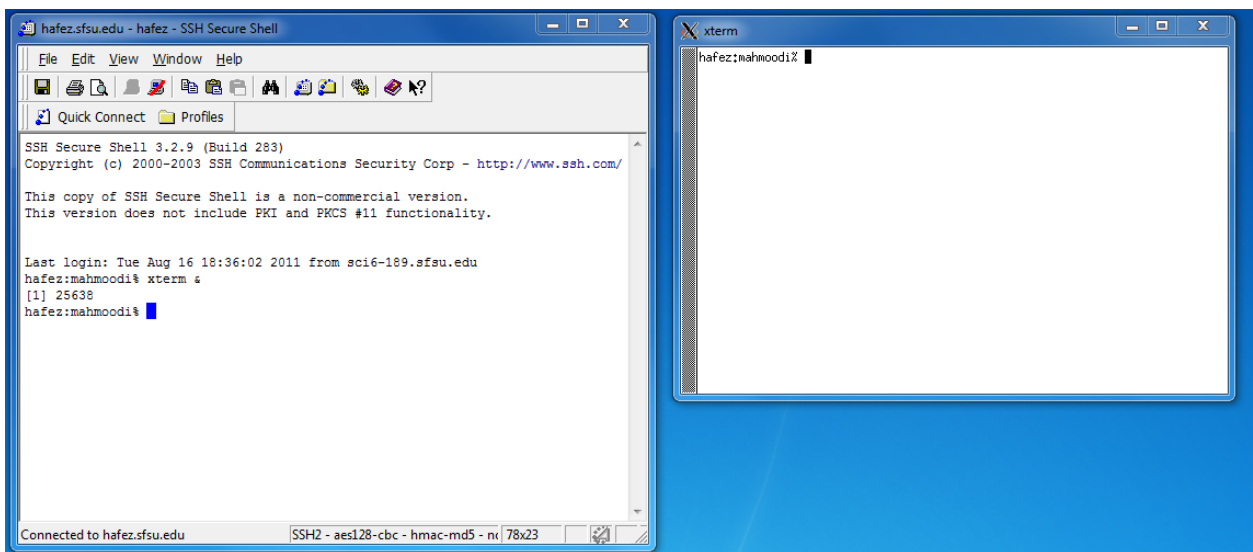 hafez.sfsu.edu - hafez - SSH Secure Shell
File Edit View Window Help
Quick Connect Profiles
SSH Secure Shell 3.2.9 (Build 283)
Copyright (c) 2000-2003 SSH Communications Security Corp - http://www.ssh.com/
This copy of SSH Secure Shell is a non-commercial version.
This version does not include PKI and PKCS #11 functionality.
Last login: Tue Aug 16 18:36:02 2011 from sci6-189.sfsu.edu
hafez:mahmoodi% xterm &
[1] 25638
hafez:mahmoodi%
Connected to hafez.sfsu.edu SSH2 - aes128-cbc - hmac-md5 - nc 78x23
xterm
hafez:mahmoodi%